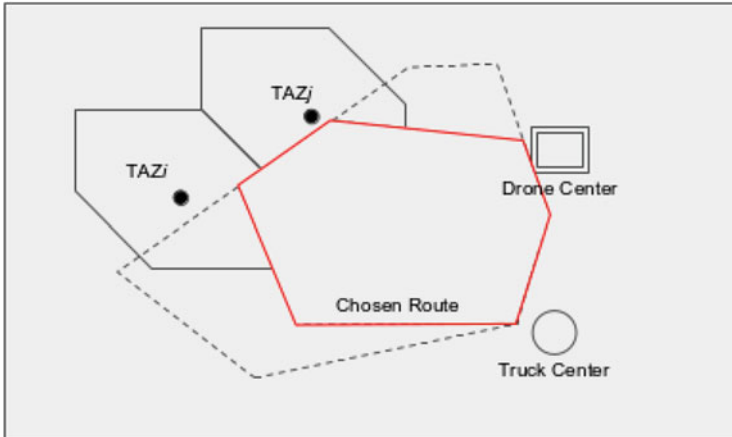 TAZj
TAZi
Drone Center
Chosen Route
Truck Center